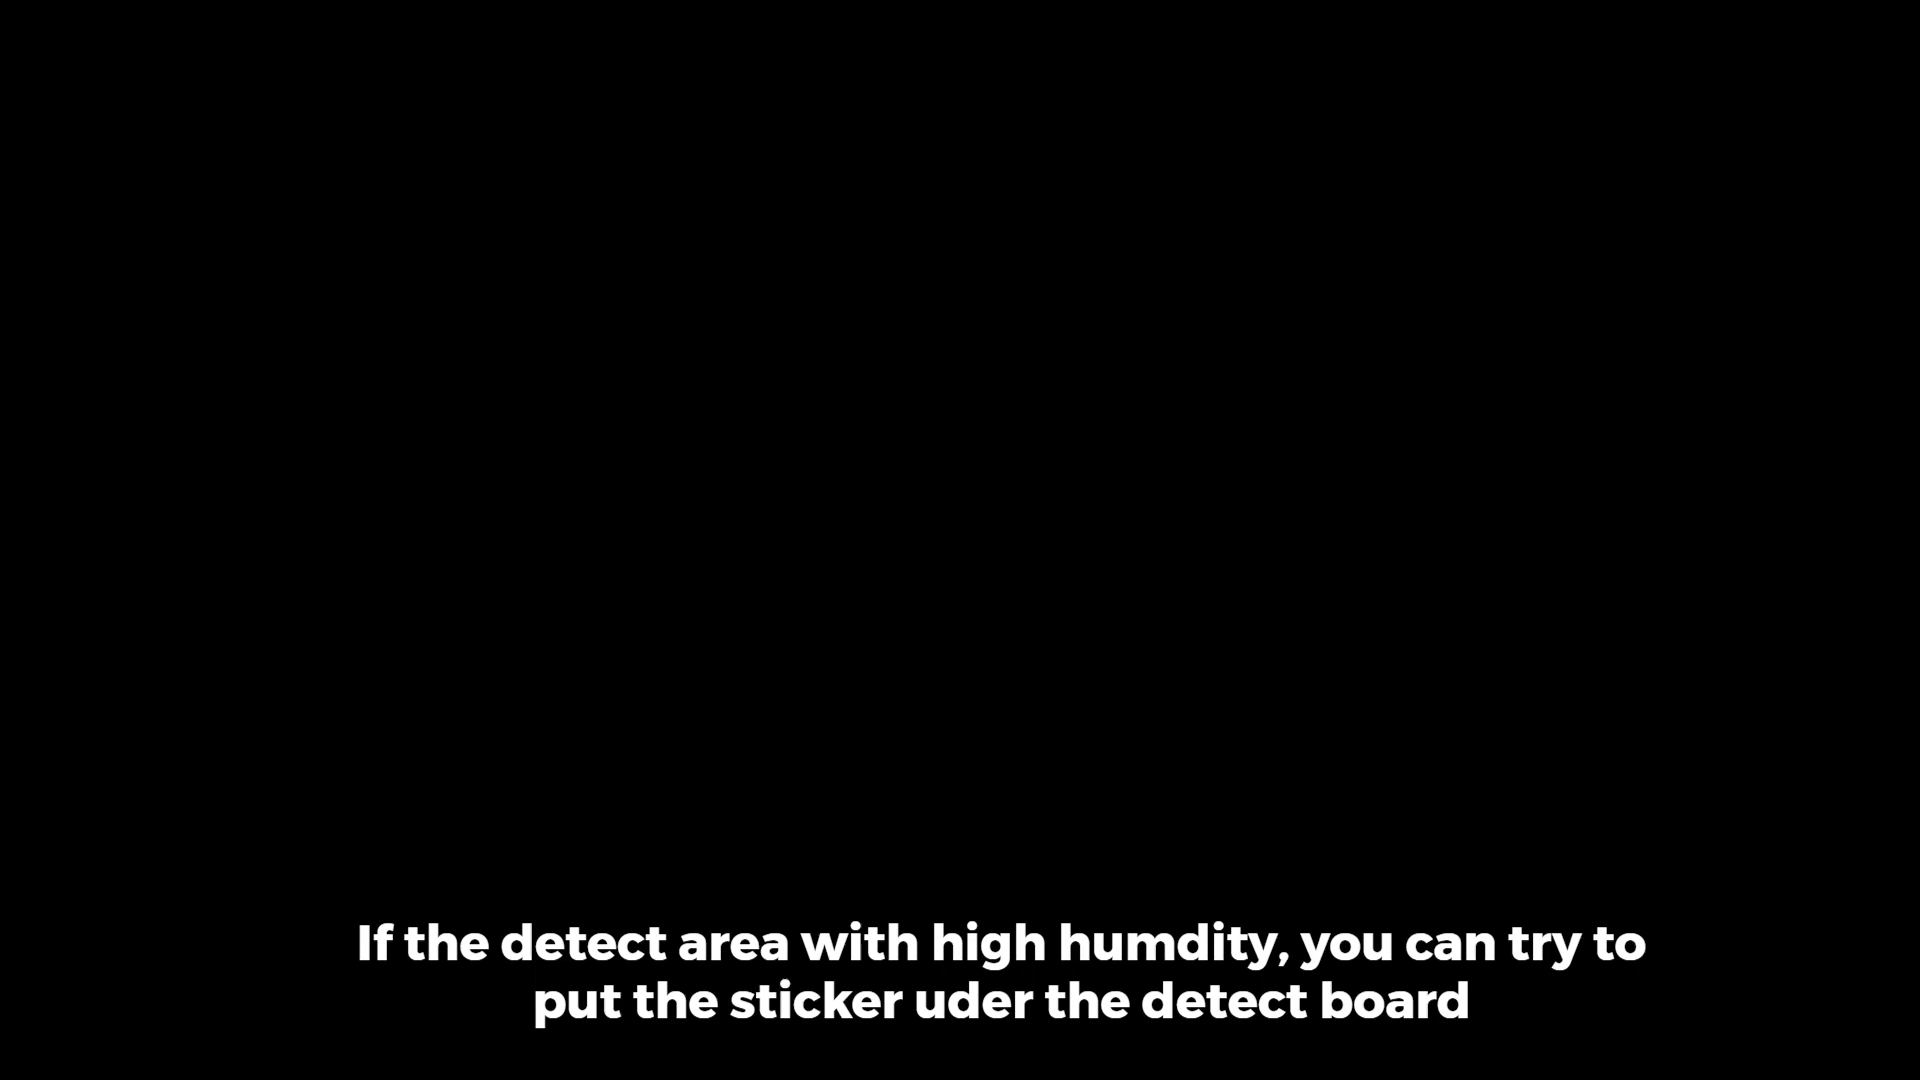 If the detect area with high humdity, you can try to
put the sticker uder the detect board